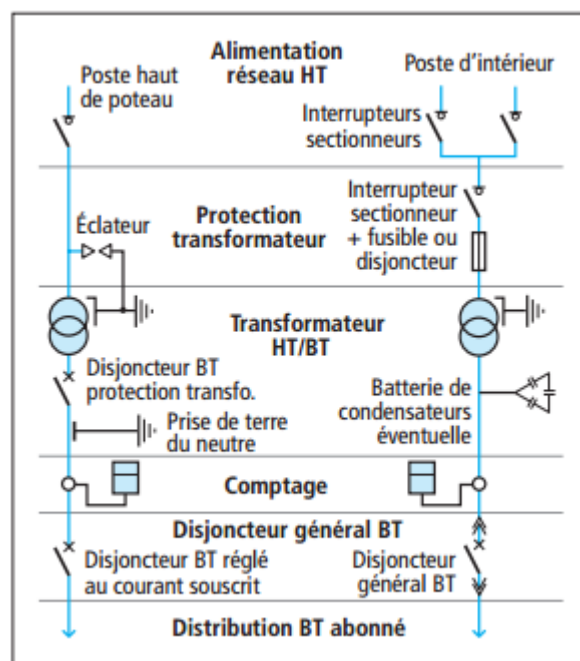 Alimentation
réseau HT
Poste haut
de poteau
Poste d'intérieur
Interrupteurs
sectionneurs
Protection
transformateur
Éclateur
Interrupteur
sectionneur
+ fusible ou
disjoncteur
Transformateur
HT/BT
Disjoncteur BT
protection transfo.
Prise de terre
du neutre
Batterie de
condensateurs
éventuelle
Comptage
Disjoncteur général BT
Disjoncteur BT réglé
au courant souscrit
Disjoncteur
général BT
Distribution BT abonné